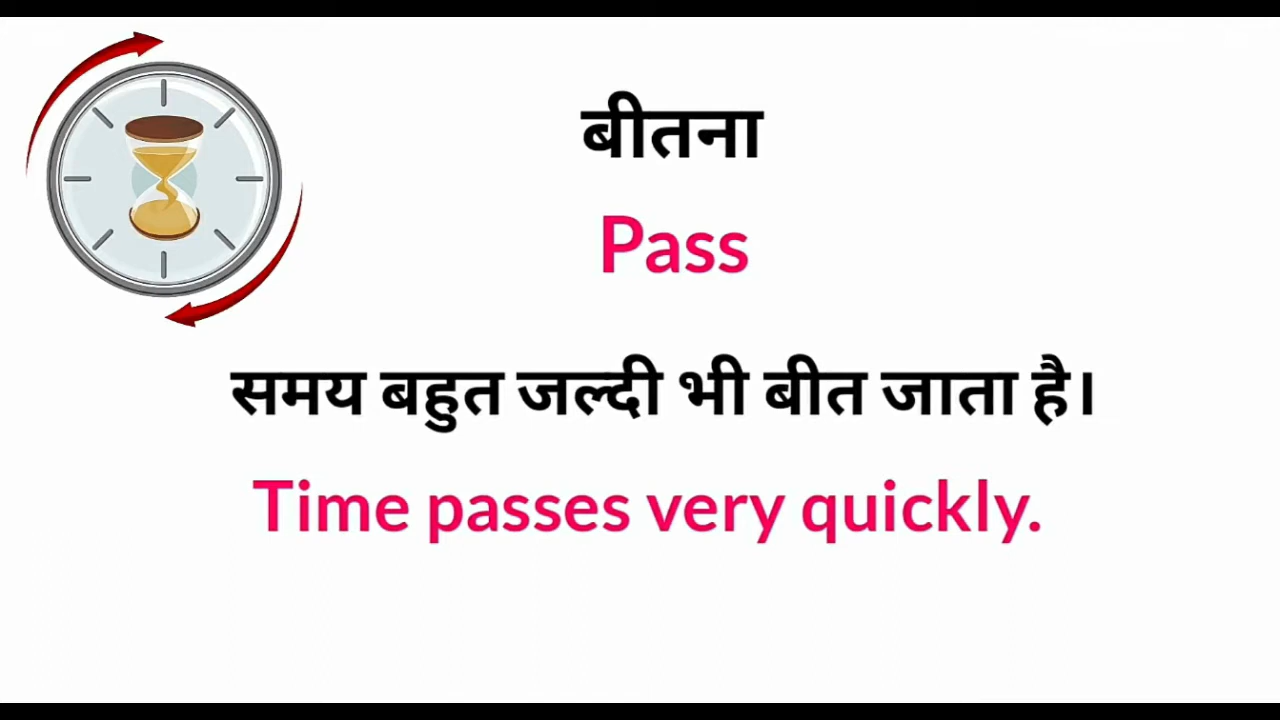 बीतना
Pass
समय बहुत जल्दी भी बीत जाता है।
Time passes very quickly.